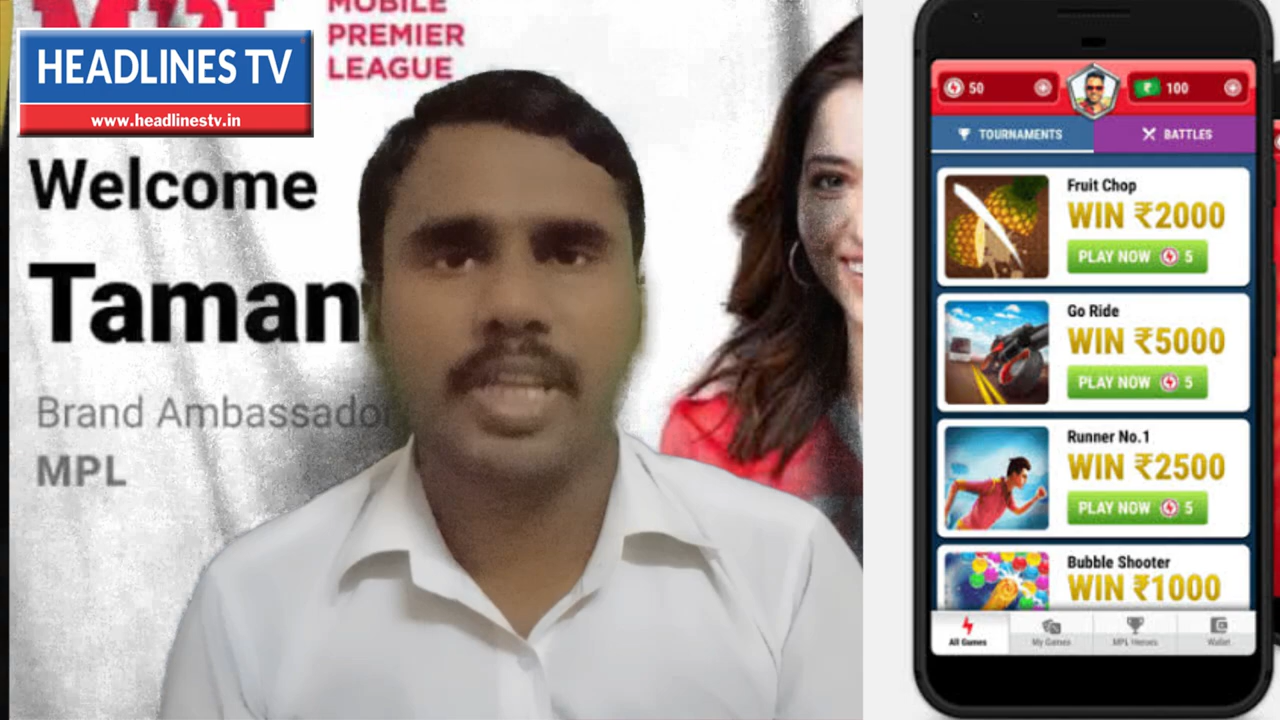 MPL
MOBILE
PREMIER
LEAGUE
HEADLINES TV
www.headlinestv.in
Welcome
Taman
Brand Ambassador
MPL
50
100
TOURNAMENTS
BATTLES
Fruit Chop
WIN ₹2000
PLAY NOW 5
Go Ride
WIN ₹5000
PLAY NOW 5
Runner No.1
WIN ₹2500
PLAY NOW 5
Bubble Shooter
WIN ₹1000
All Games
My Games
MPL Heroes
Wallet